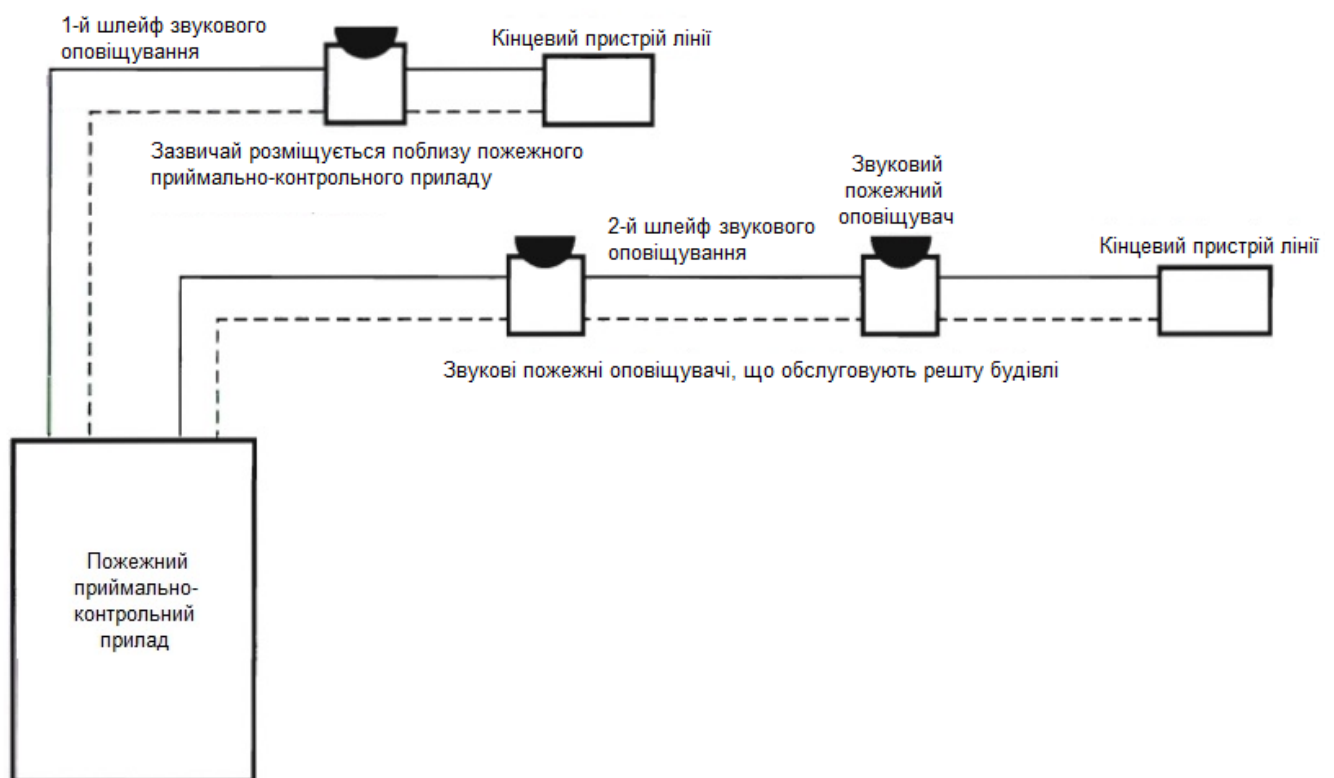 1-й шлейф звукового
оповіщування
Кінцевий пристрій лінії
Зазвичай розміщується поблизу пожежного
приймально-контрольного приладу
Звуковий
пожежний
оповіщувач
2-й шлейф звукового
оповіщування
Кінцевий пристрій лінії
Звукові пожежні оповіщувачі, що обслуговують решту будівлі
Пожежний
приймально-
контрольний
прилад